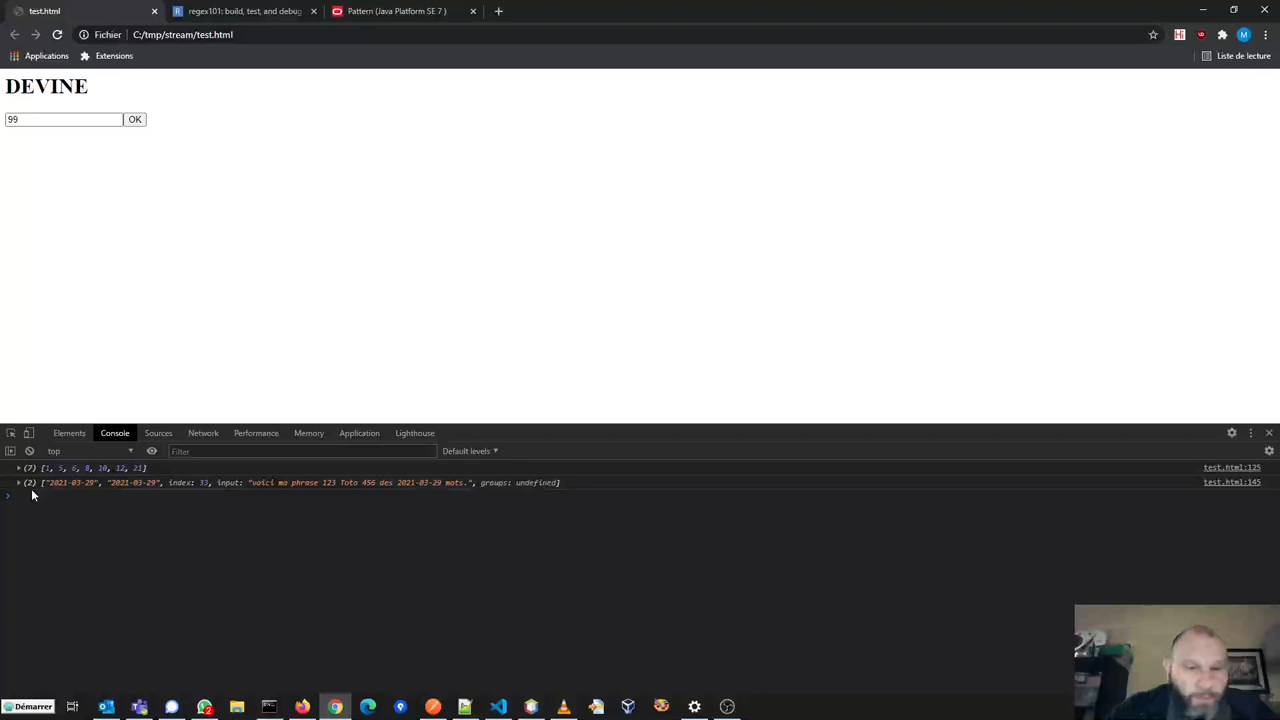 test.html
regex101: build, test, and debug
Pattern (Java Platform SE 7 )
Fichier C:/tmp/stream/test.html
Applications Extensions Liste de lecture
DEVINE
99 OK
Elements Console Sources Network Performance Memory Application Lighthouse
top Filter Default levels
(7) [1, 5, 6, 8, 10, 12, 21] test.html:125
(2) ["2021-03-29", "2021-03-29", index: 33, input: "voici ma phrase 123 Toto 456 des 2021-03-29 mots.", groups: undefined] test.html:145
Démarrer